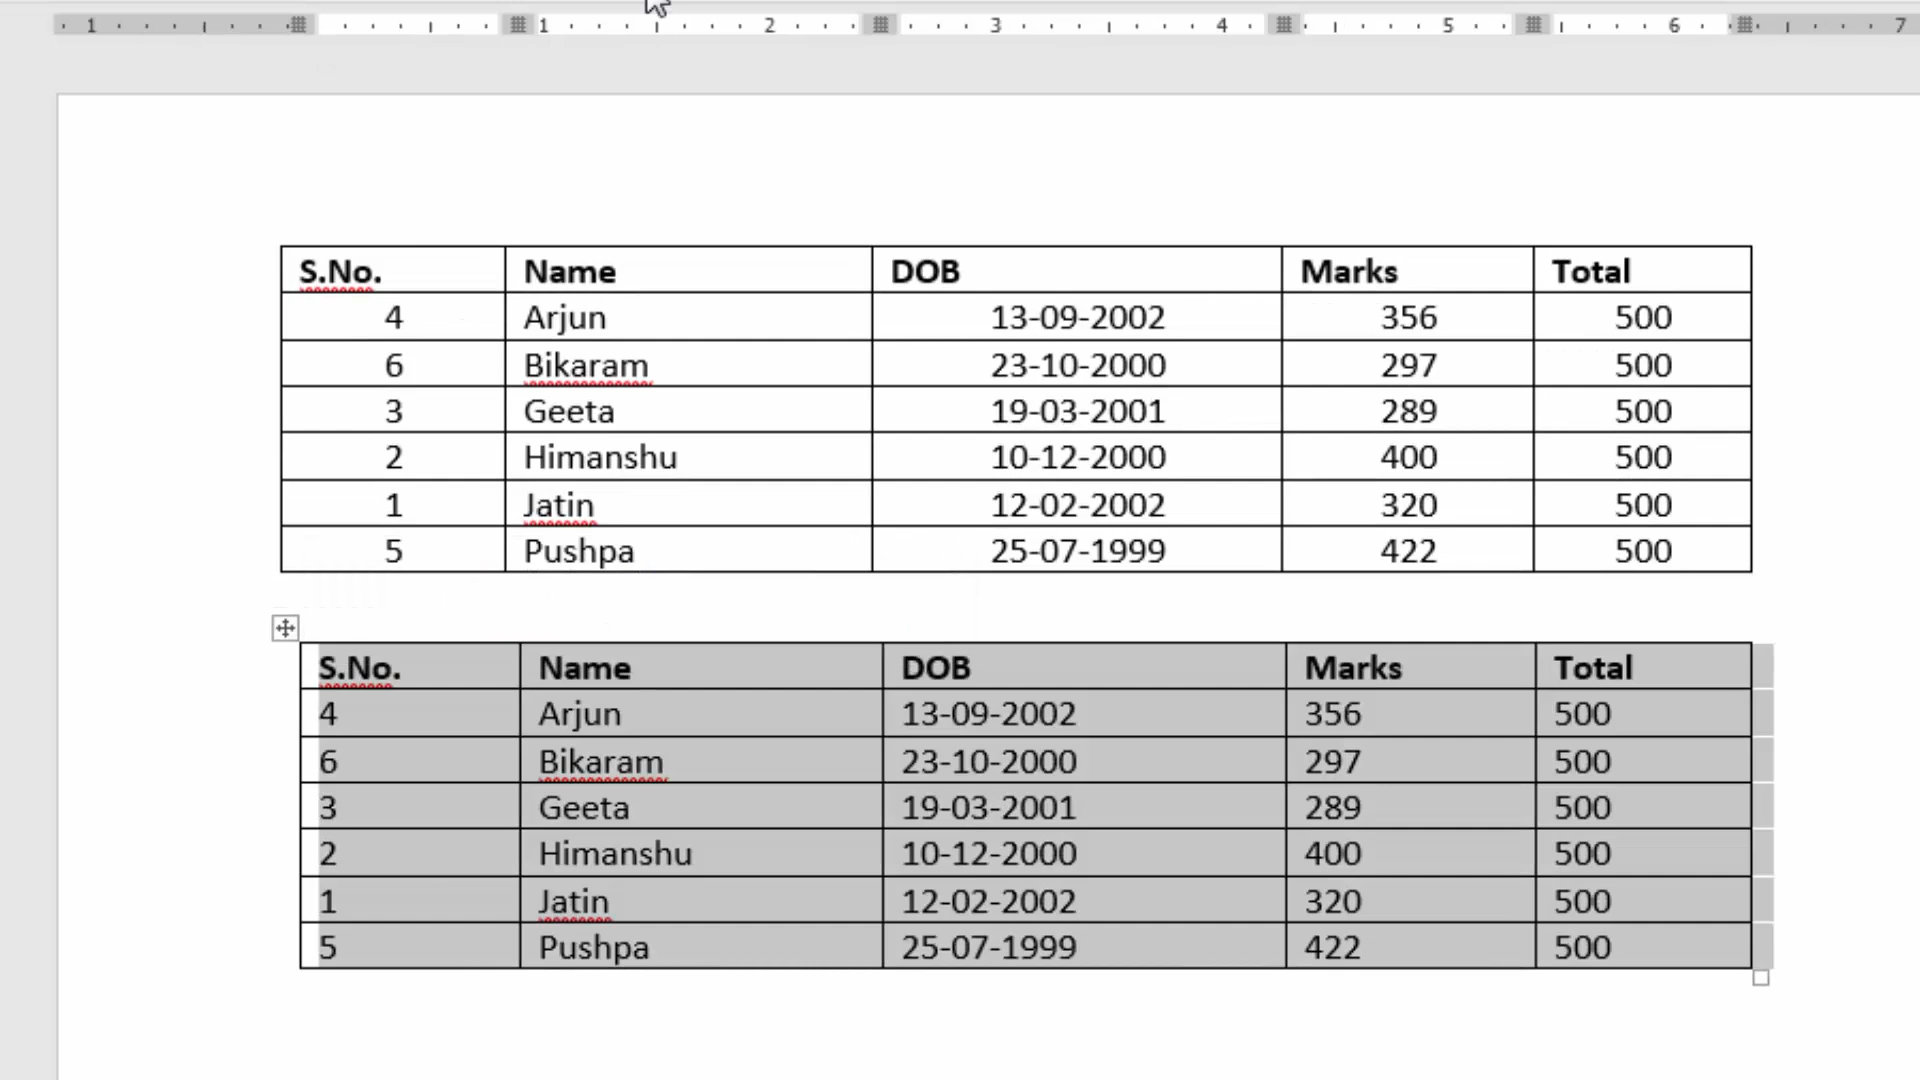 1 1 2 3 4 5 6 7
S.No. Name DOB Marks Total
4 Arjun 13-09-2002 356 500
6 Bikaram 23-10-2000 297 500
3 Geeta 19-03-2001 289 500
2 Himanshu 10-12-2000 400 500
1 Jatin 12-02-2002 320 500
5 Pushpa 25-07-1999 422 500
S.No. Name DOB Marks Total
4 Arjun 13-09-2002 356 500
6 Bikaram 23-10-2000 297 500
3 Geeta 19-03-2001 289 500
2 Himanshu 10-12-2000 400 500
1 Jatin 12-02-2002 320 500
5 Pushpa 25-07-1999 422 500